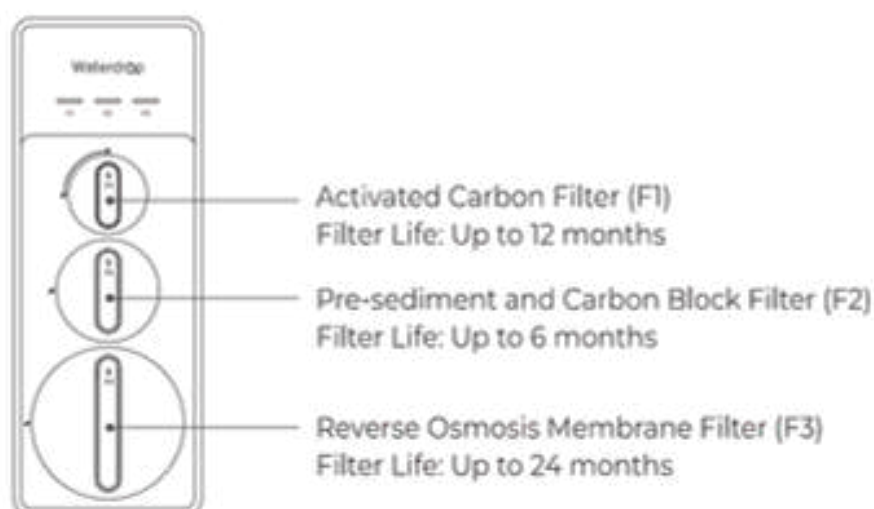 Waterdrop
Activated Carbon Filter (F1)
Filter Life: Up to 12 months
Pre-sediment and Carbon Block Filter (F2)
Filter Life: Up to 6 months
Reverse Osmosis Membrane Filter (F3)
Filter Life: Up to 24 months